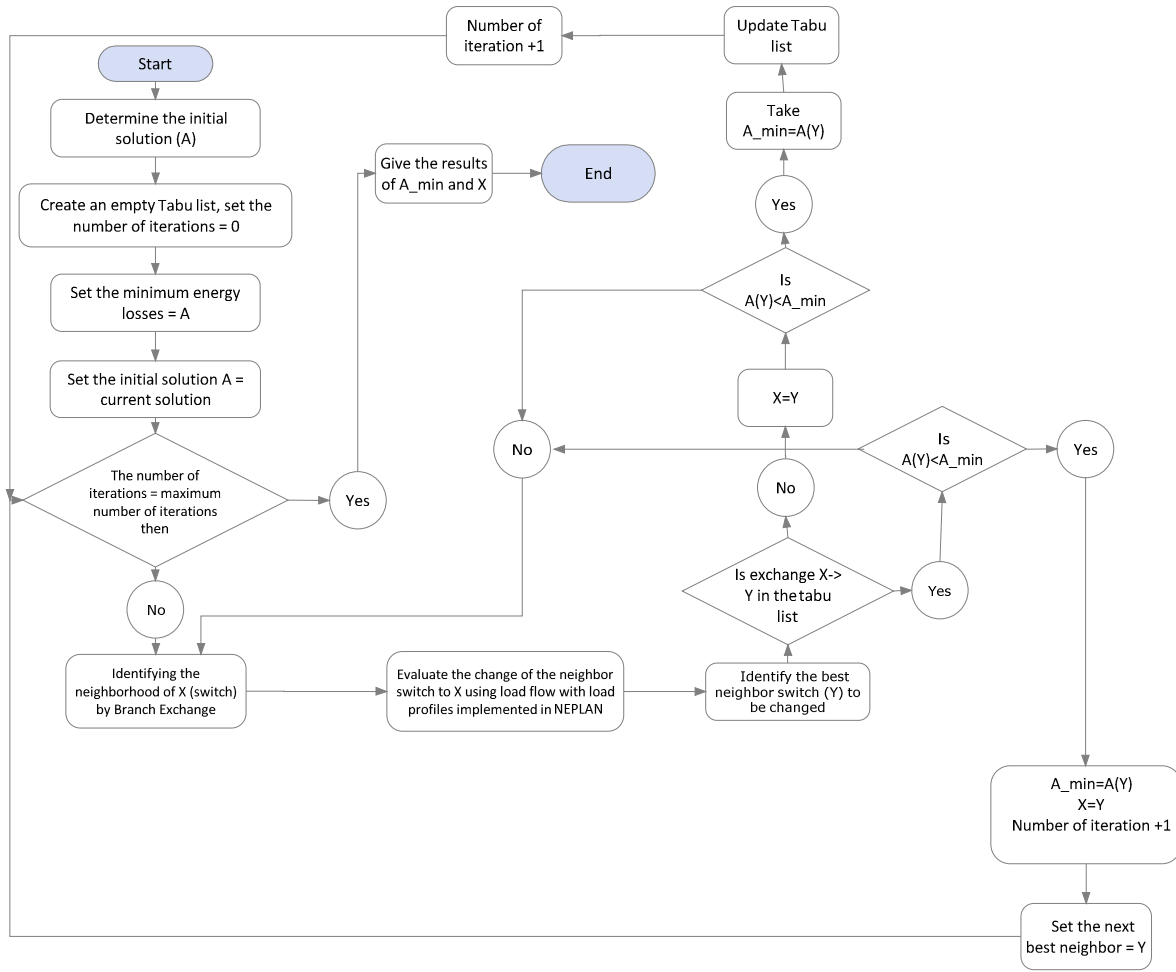 Number of
iteration +1
Update Tabu
list
Start
Determine the initial
solution (A)
Take
A_min=A(Y)
Give the results
of A_min and X
End
Create an empty Tabu list, set the
number of iterations = 0
Yes
Set the minimum energy
losses = A
Is
A(Y)<A_min
Set the initial solution A =
current solution
X=Y
The number of
iterations = maximum
number of iterations
then
Yes
No
Is
A(Y)<A_min
Yes
No
No
Is exchange X->
Y in the tabu
list
Yes
Identifying the
neighborhood of X (switch)
by Branch Exchange
Evaluate the change of the neighbor
switch to X using load flow with load
profiles implemented in NEPLAN
Identify the best
neighbor switch (Y) to
be changed
A_min=A(Y)
X=Y
Number of iteration +1
Set the next
best neighbor = Y